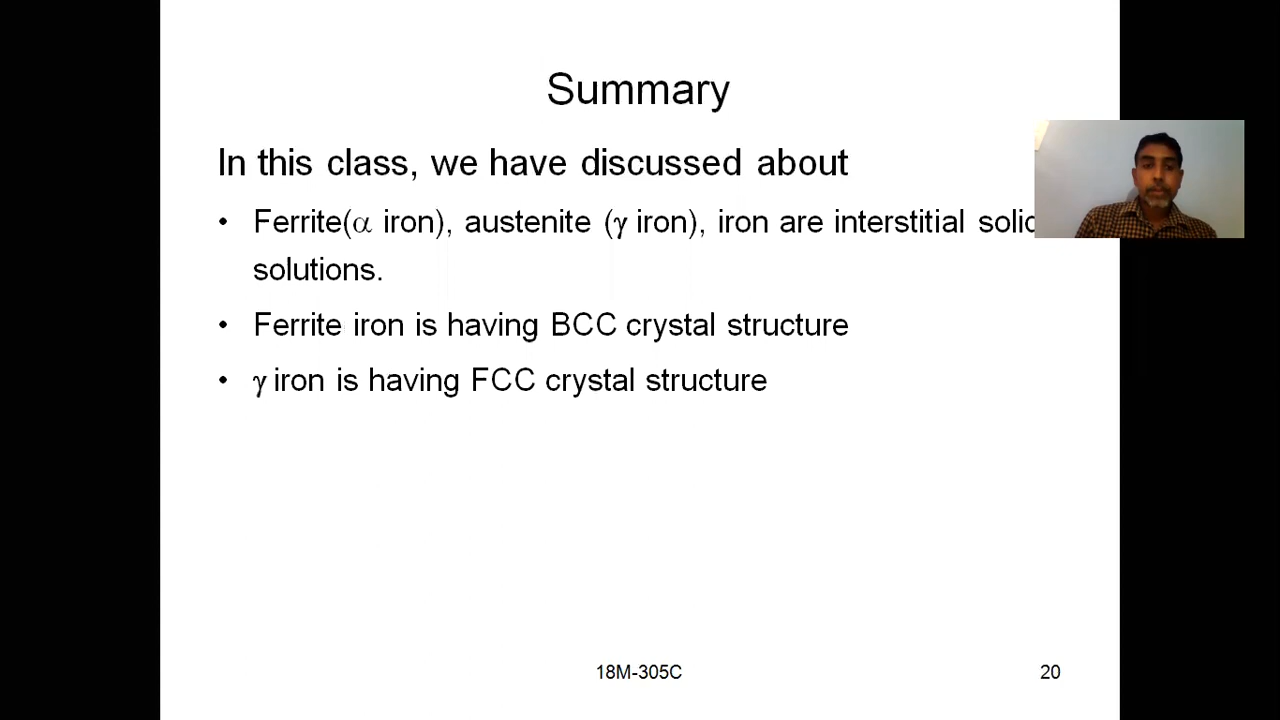 Summary
In this class, we have discussed about
• Ferrite(α iron), austenite (γ iron), iron are interstitial
solutions.
• Ferrite iron is having BCC crystal structure
• γ iron is having FCC crystal structure
18M-305C
20